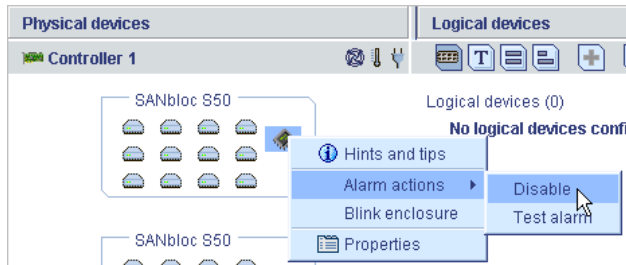 Physical devices
Logical devices
Controller 1
T
SANbloc S50
Logical devices (0)
No logical devices confi
Hints and tips
Alarm actions
Disable
Blink enclosure
Test alarm
Properties
SANbloc S50